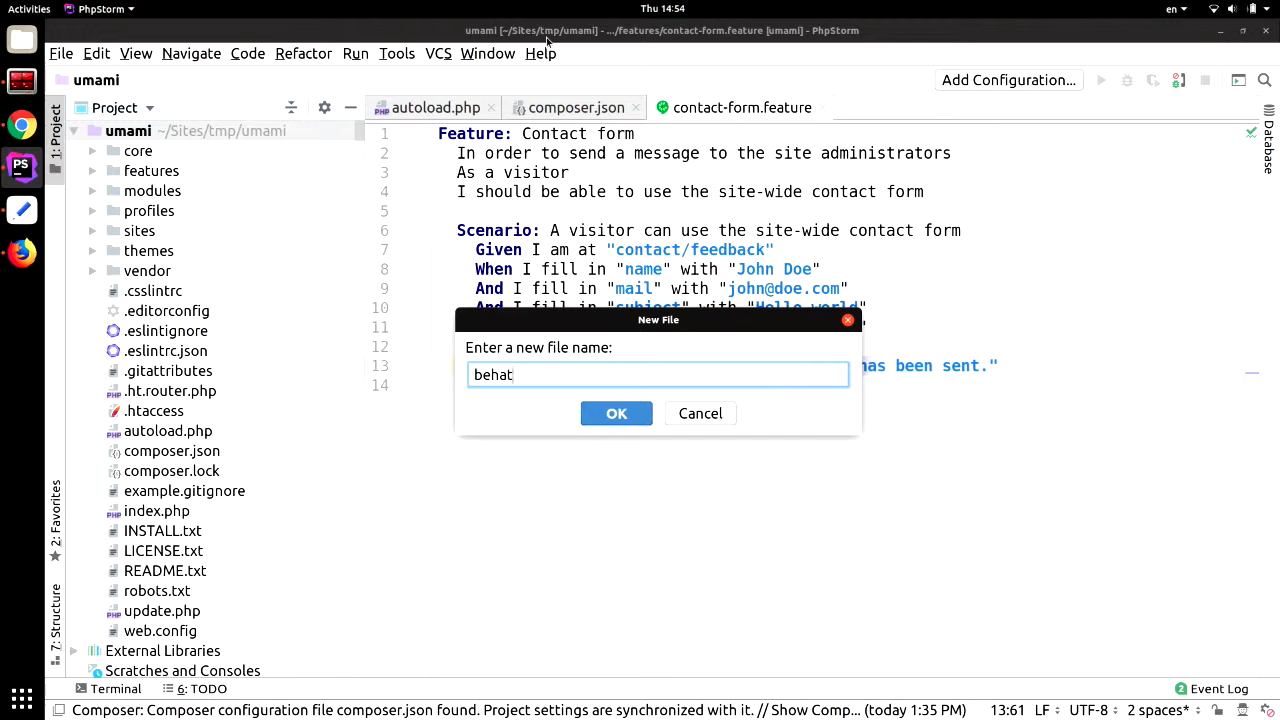 Activities PhpStorm Thu 14:54 en
umami [~/Sites/tmp/umami] - .../features/contact-form.feature [umami] - PhpStorm
File Edit View Navigate Code Refactor Run Tools VCS Window Help
umami Add Configuration...
Project autoload.php composer.json contact-form.feature
1: Project
2: Favorites
7: Structure
Database
umami ~/Sites/tmp/umami
core
features
modules
profiles
sites
themes
vendor
.csslintrc
.editorconfig
.eslintignore
.eslintrc.json
.gitattributes
.ht.router.php
.htaccess
autoload.php
composer.json
composer.lock
example.gitignore
index.php
INSTALL.txt
LICENSE.txt
README.txt
robots.txt
update.php
web.config
External Libraries
Scratches and Consoles
1 Feature: Contact form
2 In order to send a message to the site administrators
3 As a visitor
4 I should be able to use the site-wide contact form
5
6 Scenario: A visitor can use the site-wide contact form
7 Given I am at "contact/feedback"
8 When I fill in "name" with "John Doe"
9 And I fill in "mail" with "john@doe.com"
10 And I fill in "subject" with "Hello world"
11
12
13 has been sent."
14
New File
Enter a new file name:
behat
OK Cancel
Terminal 6: TODO 2 Event Log
Composer: Composer configuration file composer.json found. Project settings are synchronized with it. // Show Comp... (today 1:35 PM) 13:61 LF UTF-8 2 spaces*